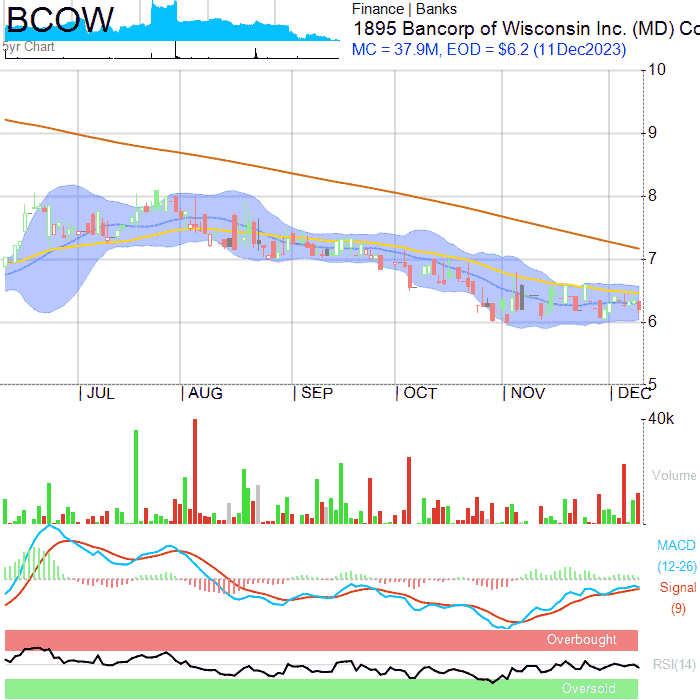 BCOW
5yr Chart
Finance | Banks
1895 Bancorp of Wisconsin Inc. (MD) Co
MC = 37.9M, EOD = $6.2 (11Dec2023)
10
9
8
7
6
5
JUL AUG SEP OCT NOV DEC
40k
Volume
MACD
(12-26)
Signal
(9)
Overbought
RSI(14)
Oversold